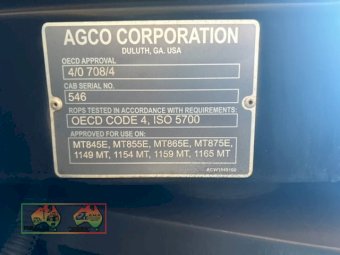 AGCO CORPORATION
DULUTH, GA. USA
OECD APPROVAL
4/0 708/4
CAB SERIAL NO.
546
ROPS TESTED IN ACCORDANCE WITH REQUIREMENTS:
OECD CODE 4, ISO 5700
APPROVED FOR USE ON:
MT845E, MT855E, MT865E, MT875E,
1149 MT, 1154 MT, 1159 MT, 1165 MT